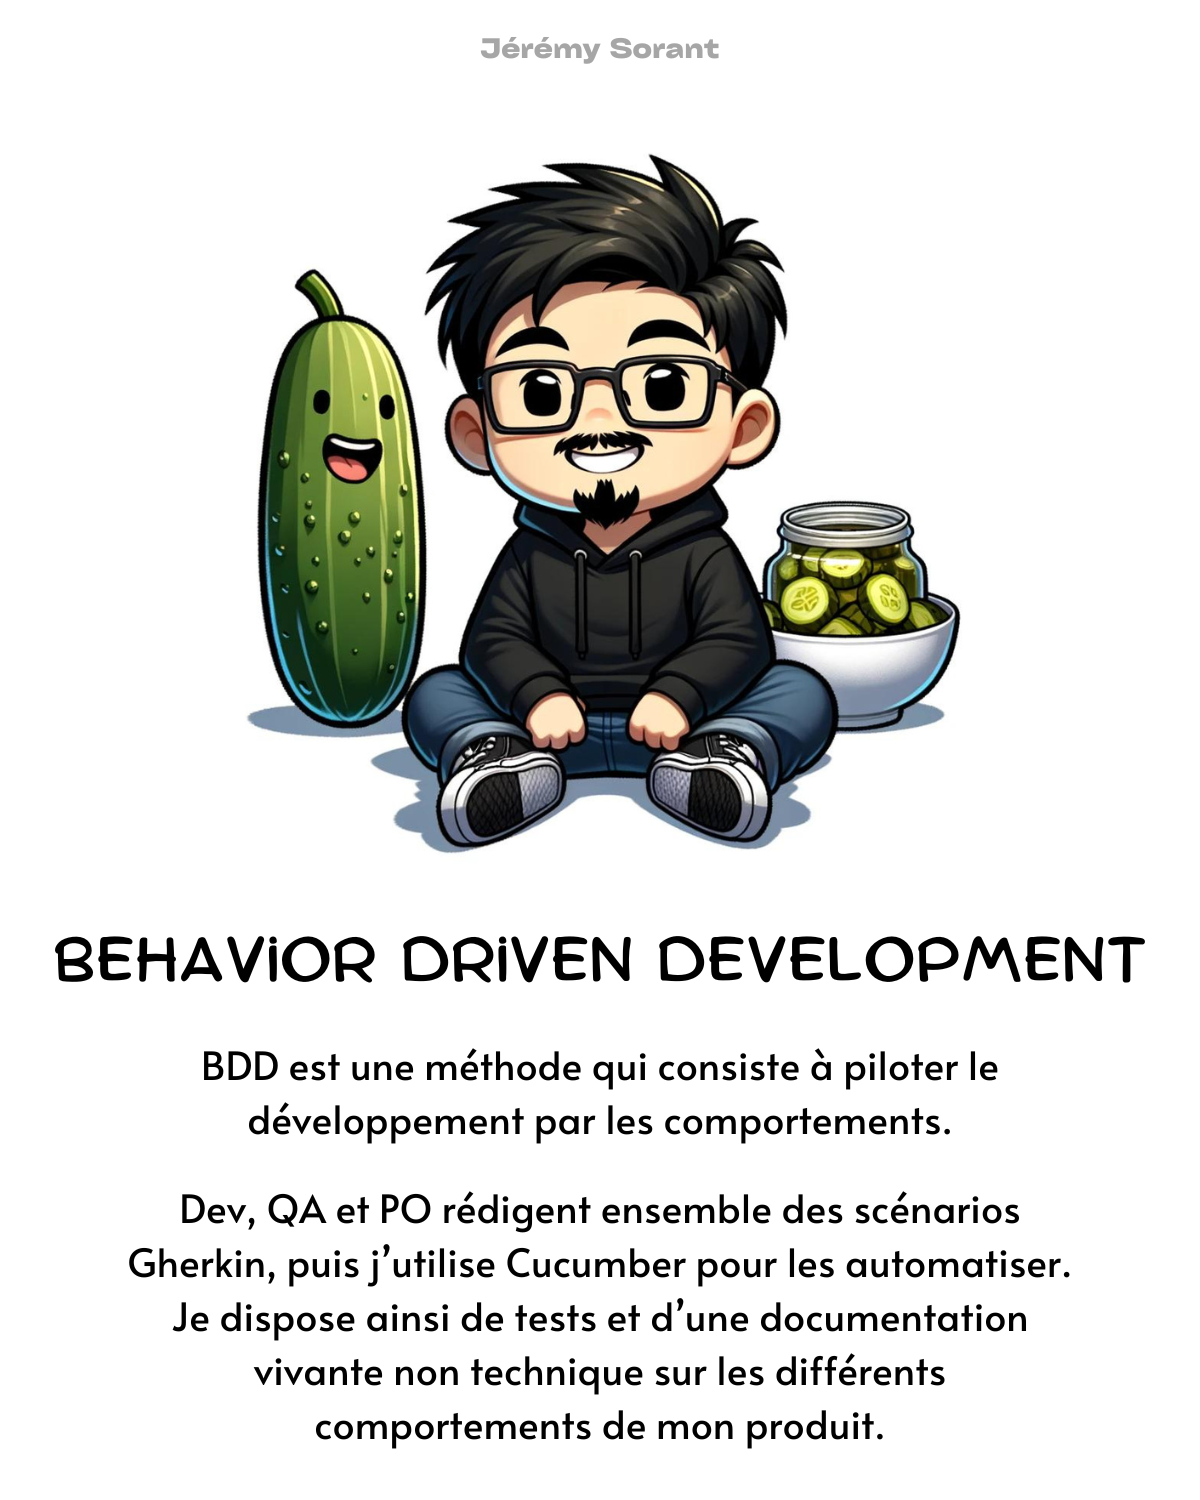 Jérémy Sorant
BEHAViOR DRiVEN DEVELOPMENT
BDD est une méthode qui consiste à piloter le
développement par les comportements.
Dev, QA et PO rédigent ensemble des scénarios
Gherkin, puis j’utilise Cucumber pour les automatiser.
Je dispose ainsi de tests et d’une documentation
vivante non technique sur les différents
comportements de mon produit.